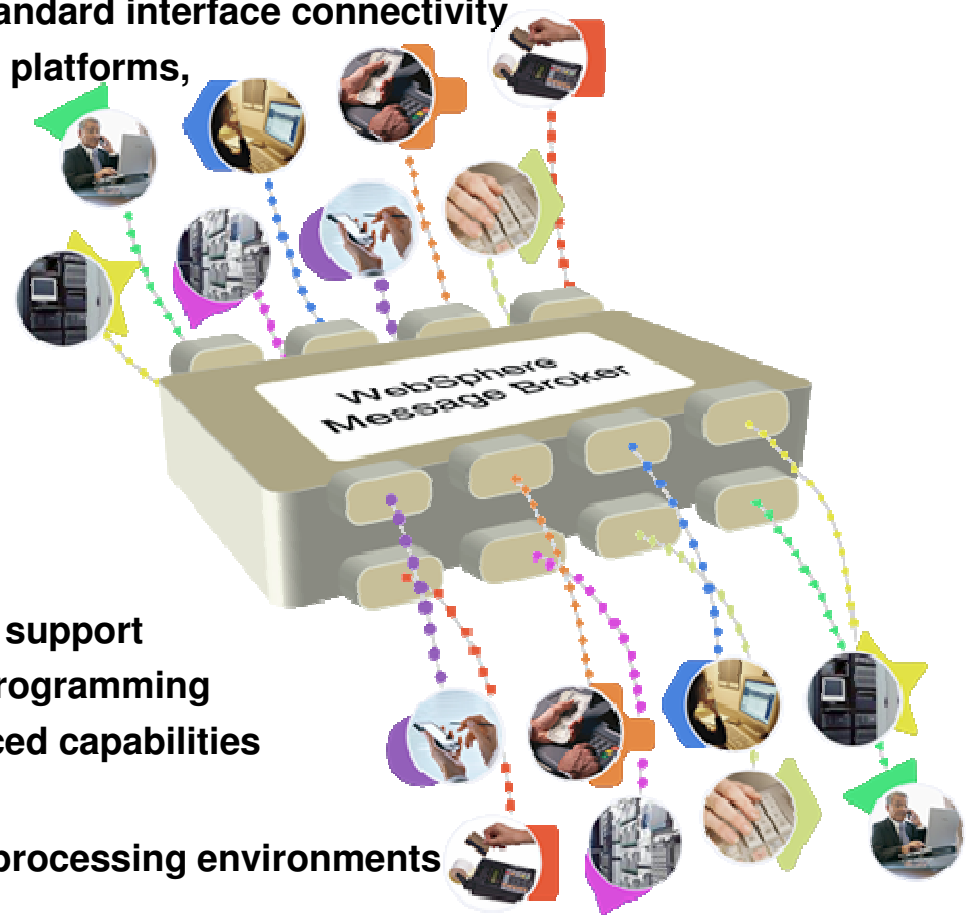 andard interface connectivity
platforms,
WebSphere
Message Broker
support
rogramming
ced capabilities
processing environments